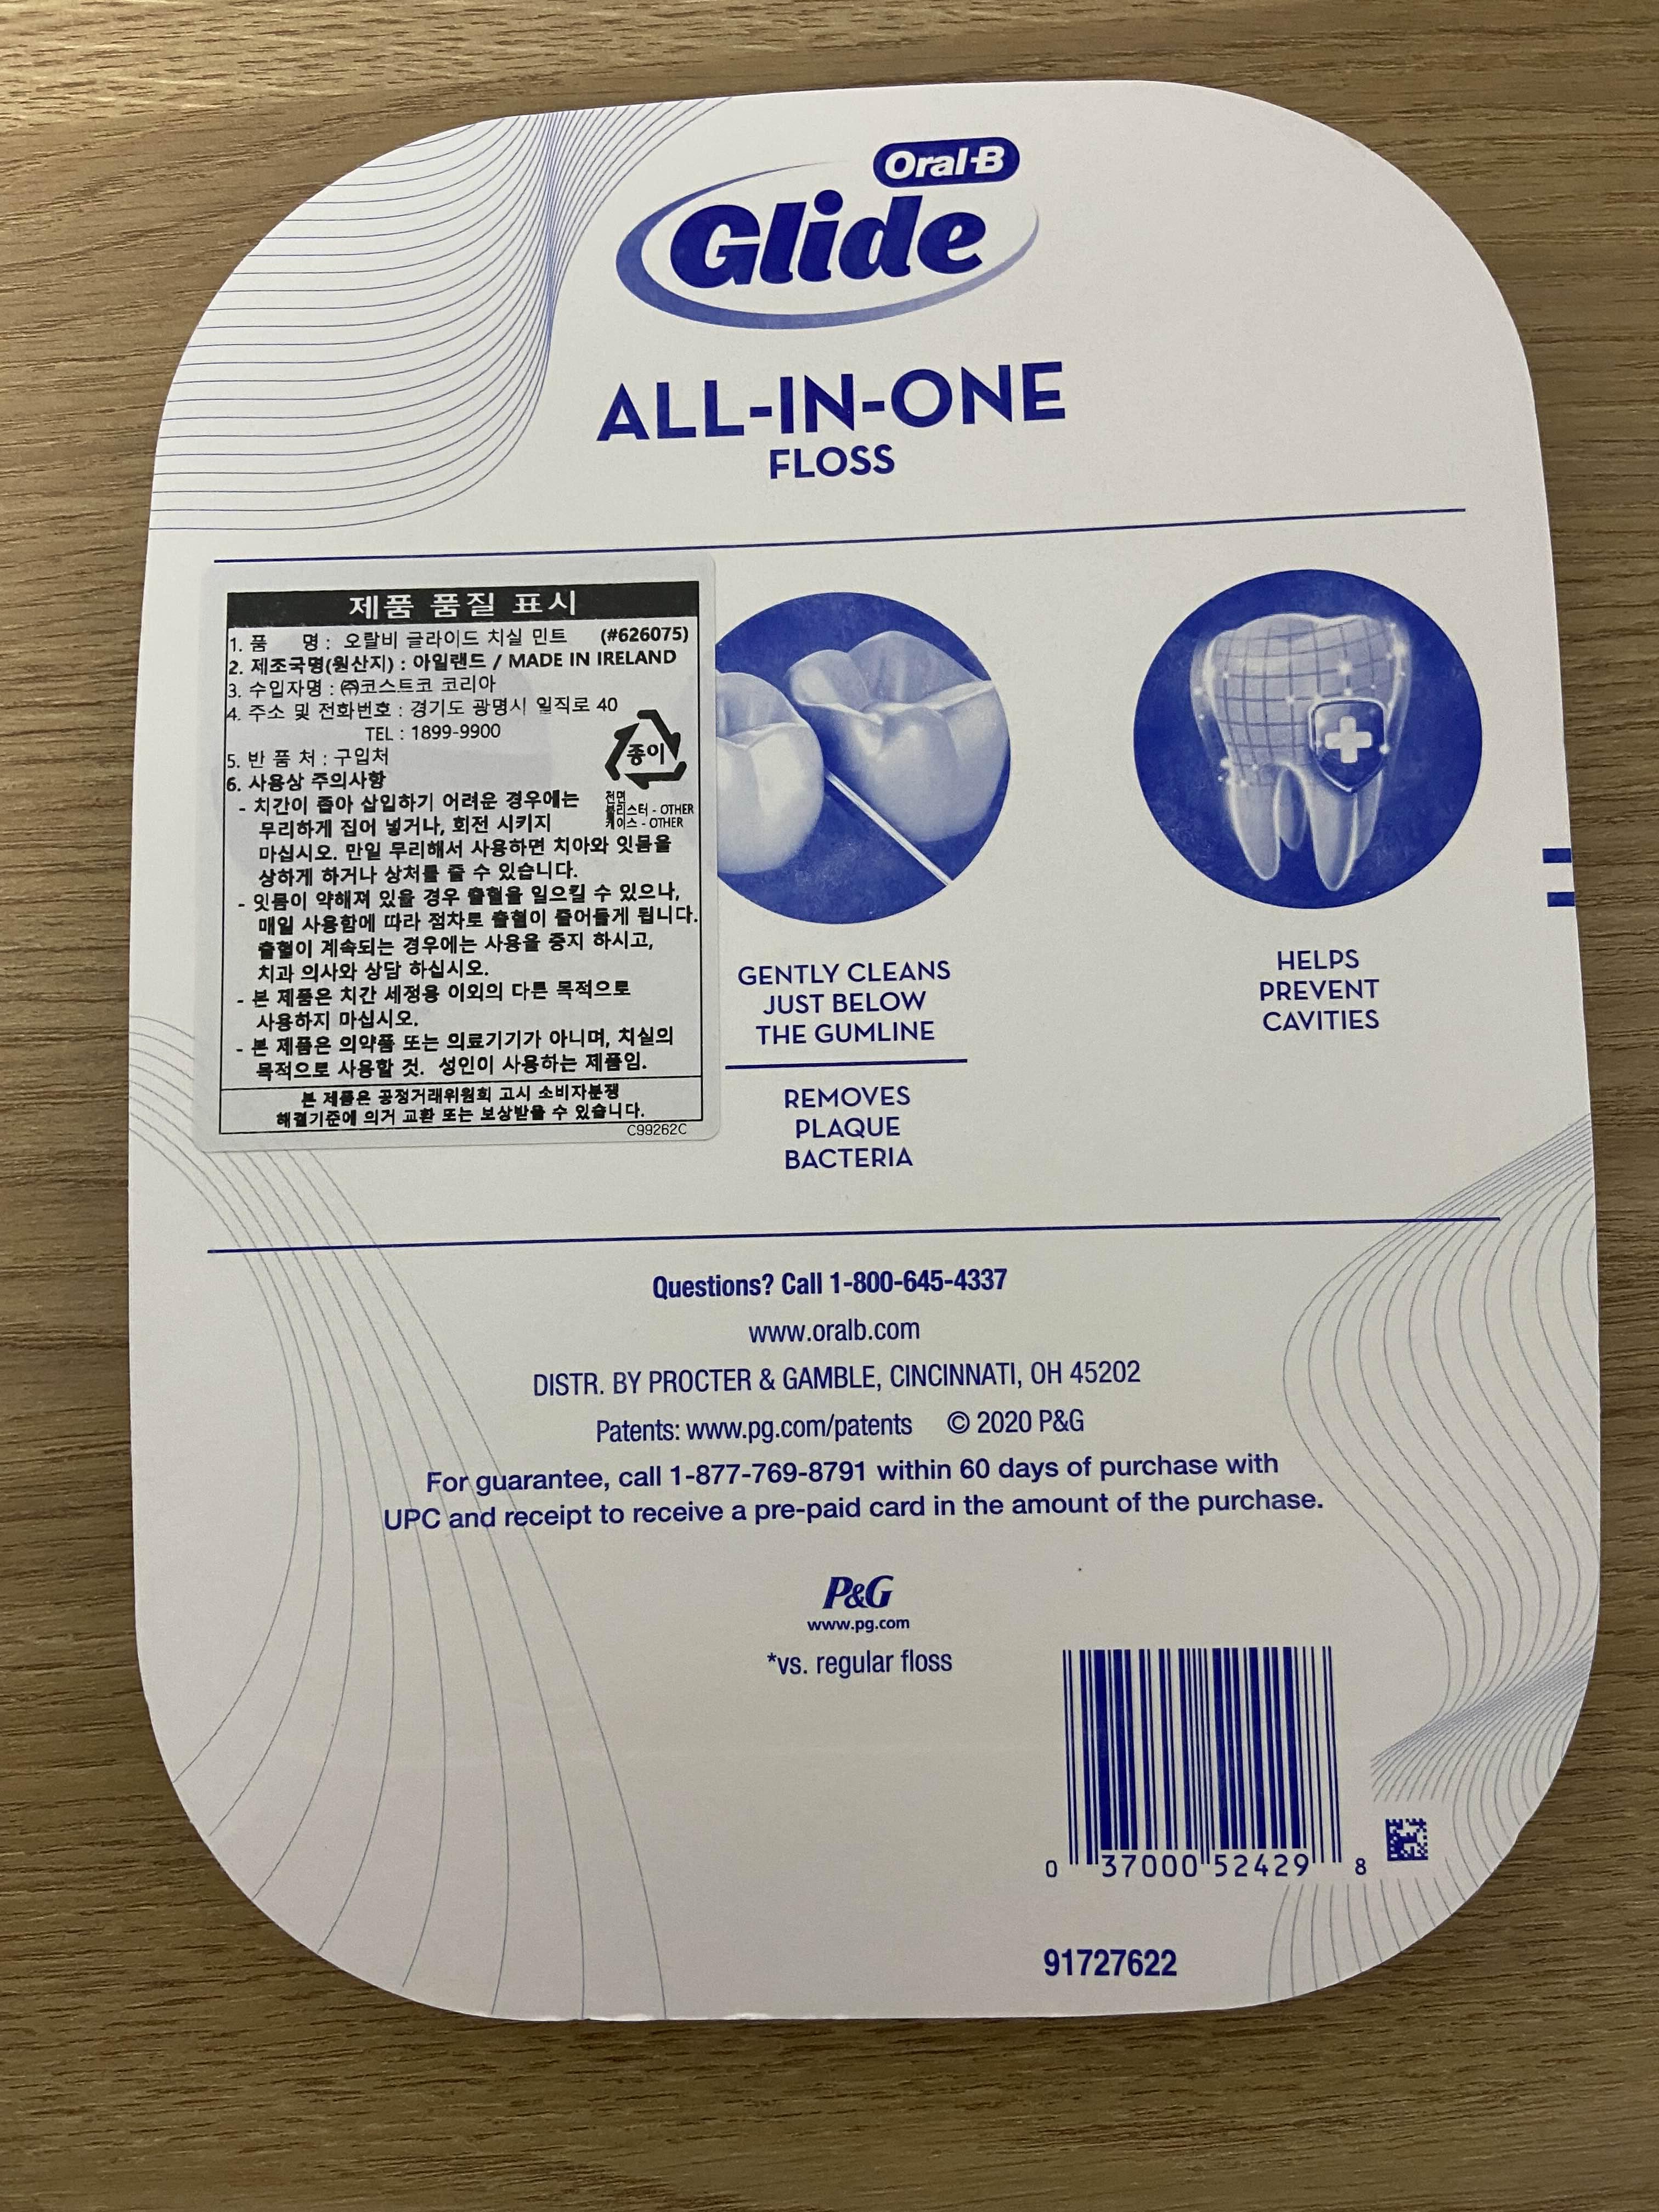 Oral-B
Glide
ALL-IN-ONE
FLOSS
제품 품질 표시
1. 품 명 : 오랄비 글라이드 치실 민트 (#626075)
2. 제조국명(원산지) : 아일랜드 / MADE IN IRELAND
3. 수입자명 : ㈜코스트코 코리아
4. 주소 및 전화번호 : 경기도 광명시 일직로 40
TEL : 1899-9900
5. 반 품 처 : 구입처
6. 사용상 주의사항
- 치간이 좁아 삽입하기 어려운 경우에는
무리하게 집어 넣거나, 회전 시키지
마십시오. 만일 무리해서 사용하면 치아와 잇몸을
상하게 하거나 상처를 줄 수 있습니다.
- 잇몸이 약해져 있을 경우 출혈을 일으킬 수 있으나,
매일 사용함에 따라 점차로 출혈이 줄어들게 됩니다.
출혈이 계속되는 경우에는 사용을 중지 하시고,
치과 의사와 상담 하십시오.
- 본 제품은 치간 세정용 이외의 다른 목적으로
사용하지 마십시오.
- 본 제품은 의약품 또는 의료기기가 아니며, 치실의
목적으로 사용할 것. 성인이 사용하는 제품임.
본 제품은 공정거래위원회 고시 소비자분쟁
해결기준에 의거 교환 또는 보상받을 수 있습니다.
C99262C
종이
전면
블리스터 - OTHER
케이스 - OTHER
GENTLY CLEANS
JUST BELOW
THE GUMLINE
REMOVES
PLAQUE
BACTERIA
HELPS
PREVENT
CAVITIES
Questions? Call 1-800-645-4337
www.oralb.com
DISTR. BY PROCTER & GAMBLE, CINCINNATI, OH 45202
Patents: www.pg.com/patents © 2020 P&G
For guarantee, call 1-877-769-8791 within 60 days of purchase with
UPC and receipt to receive a pre-paid card in the amount of the purchase.
P&G
www.pg.com
*vs. regular floss
0 37000 52429 8
91727622